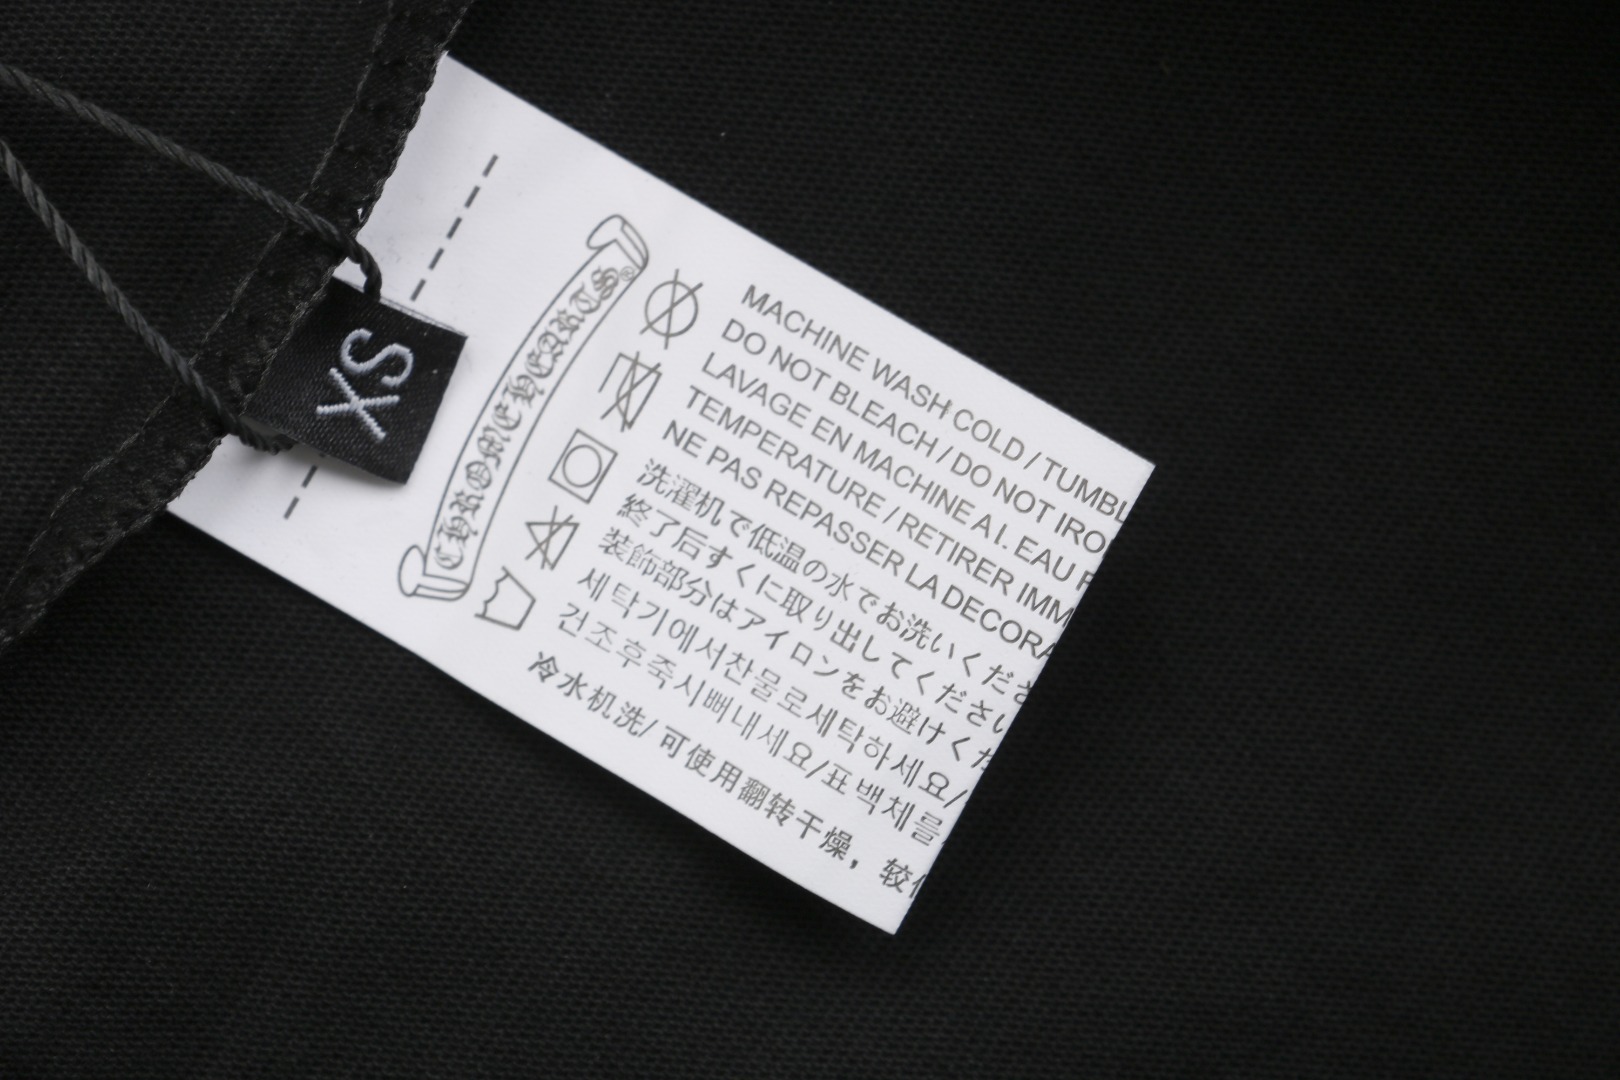 XS
CHROME HEARTS®
MACHINE WASH COLD / TUMBL
DO NOT BLEACH / DO NOT IRO
LAVAGE EN MACHINE A I. EAU F
TEMPERATURE / RETIRER IMM
NE PAS REPASSER LA DECORA
洗濯机で低温の水でお洗いくださ
終了后すぐに取り出してください
装飾部分はアイロンをお避けくだ
세탁기에서찬물로세탁하세요/
건조후즉시빼내세요/표백제를
冷水机洗/可使用翻转干燥，较